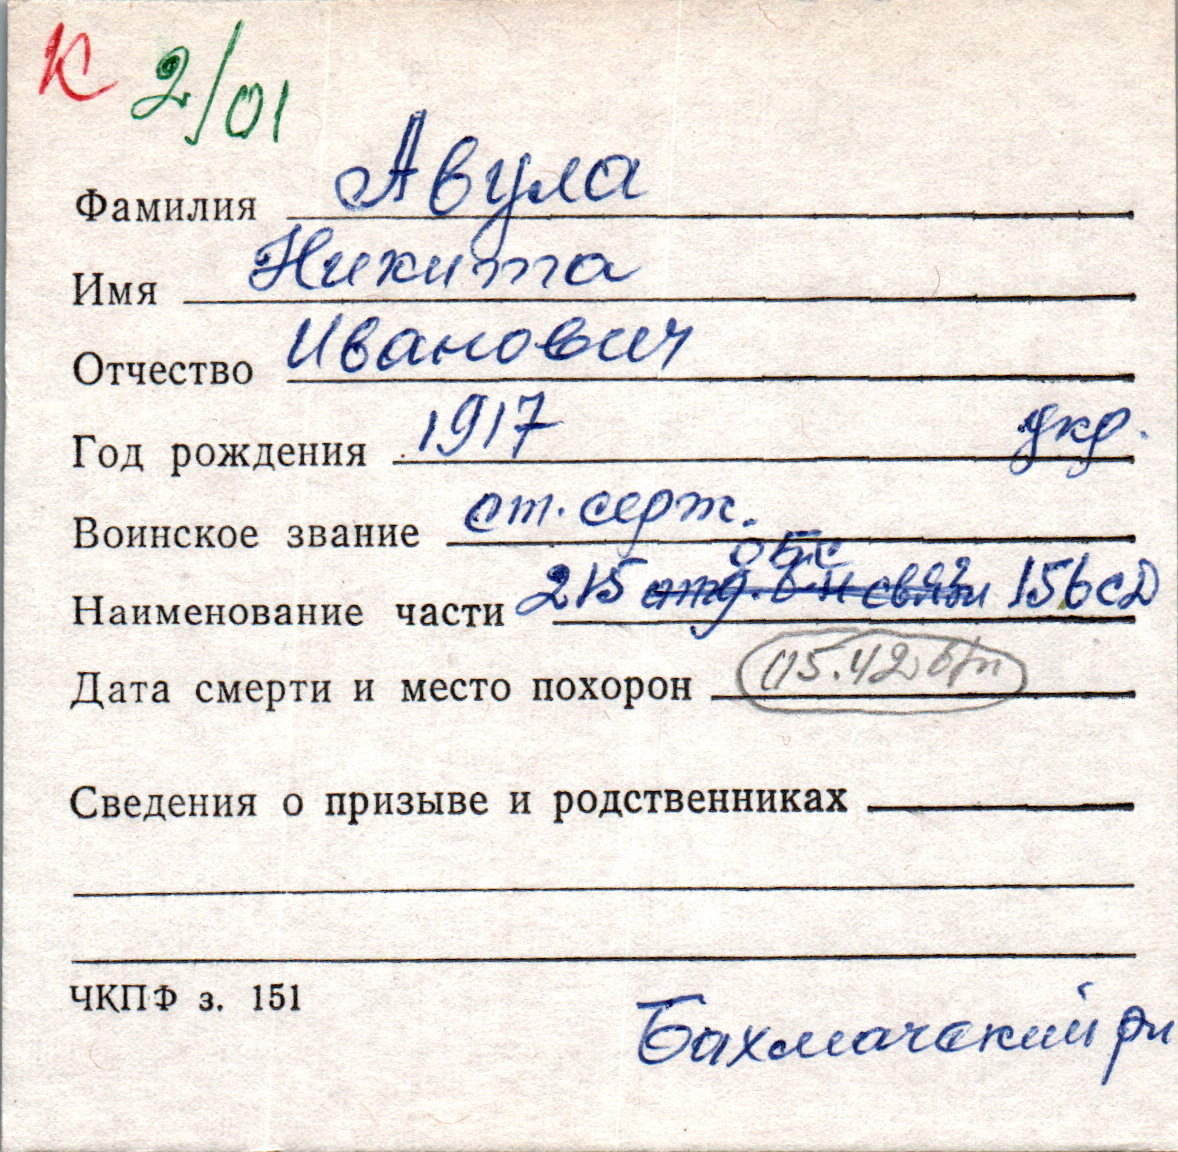 К 2/01
Фамилия Авула
Имя Никита
Отчество Иванович
Год рождения 1917 укр.
Воинское звание ст. серж.
обс
Наименование части 215 отд. б-н связи 156 сд
Дата смерти и место похорон 05.42 б/п
Сведения о призыве и родственниках
ЧКПФ з. 151
Бахмачский рн